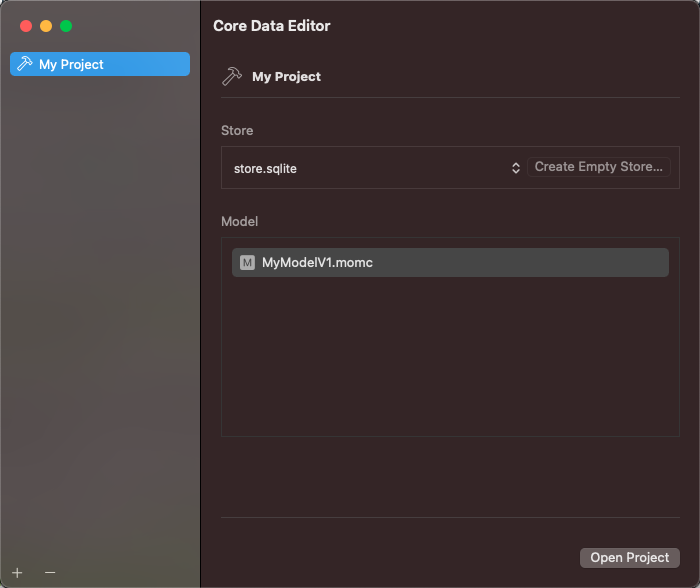 Core Data Editor
My Project
My Project
Store
store.sqlite
Create Empty Store...
Model
M MyModelV1.momc
Open Project